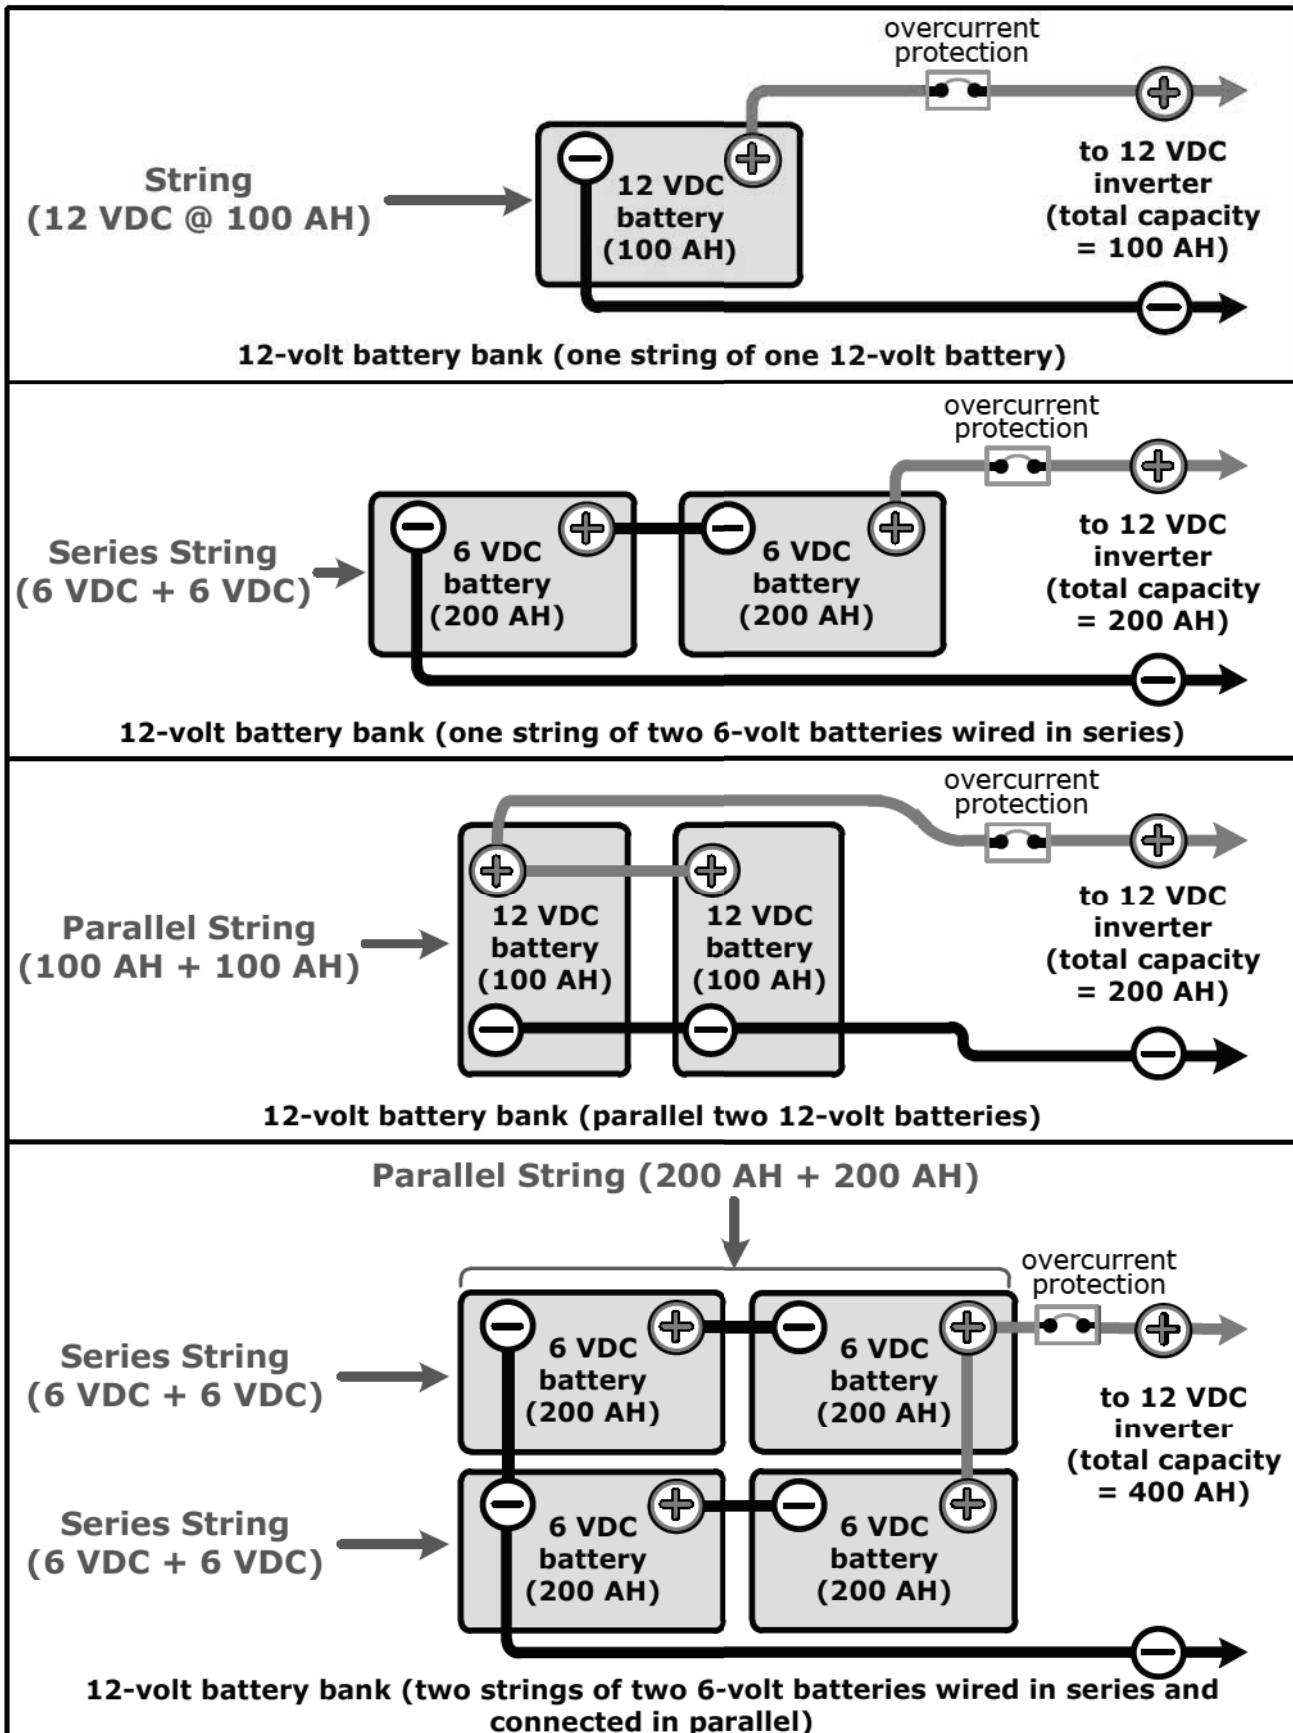 overcurrent
protection
String
(12 VDC @ 100 AH)
12 VDC
battery
(100 AH)
to 12 VDC
inverter
(total capacity
= 100 AH)
12-volt battery bank (one string of one 12-volt battery)
overcurrent
protection
Series String
(6 VDC + 6 VDC)
6 VDC
battery
(200 AH)
6 VDC
battery
(200 AH)
to 12 VDC
inverter
(total capacity
= 200 AH)
12-volt battery bank (one string of two 6-volt batteries wired in series)
overcurrent
protection
Parallel String
(100 AH + 100 AH)
12 VDC
battery
(100 AH)
12 VDC
battery
(100 AH)
to 12 VDC
inverter
(total capacity
= 200 AH)
12-volt battery bank (parallel two 12-volt batteries)
Parallel String (200 AH + 200 AH)
overcurrent
protection
Series String
(6 VDC + 6 VDC)
6 VDC
battery
(200 AH)
6 VDC
battery
(200 AH)
to 12 VDC
inverter
(total capacity
= 400 AH)
Series String
(6 VDC + 6 VDC)
6 VDC
battery
(200 AH)
6 VDC
battery
(200 AH)
12-volt battery bank (two strings of two 6-volt batteries wired in series and
connected in parallel)